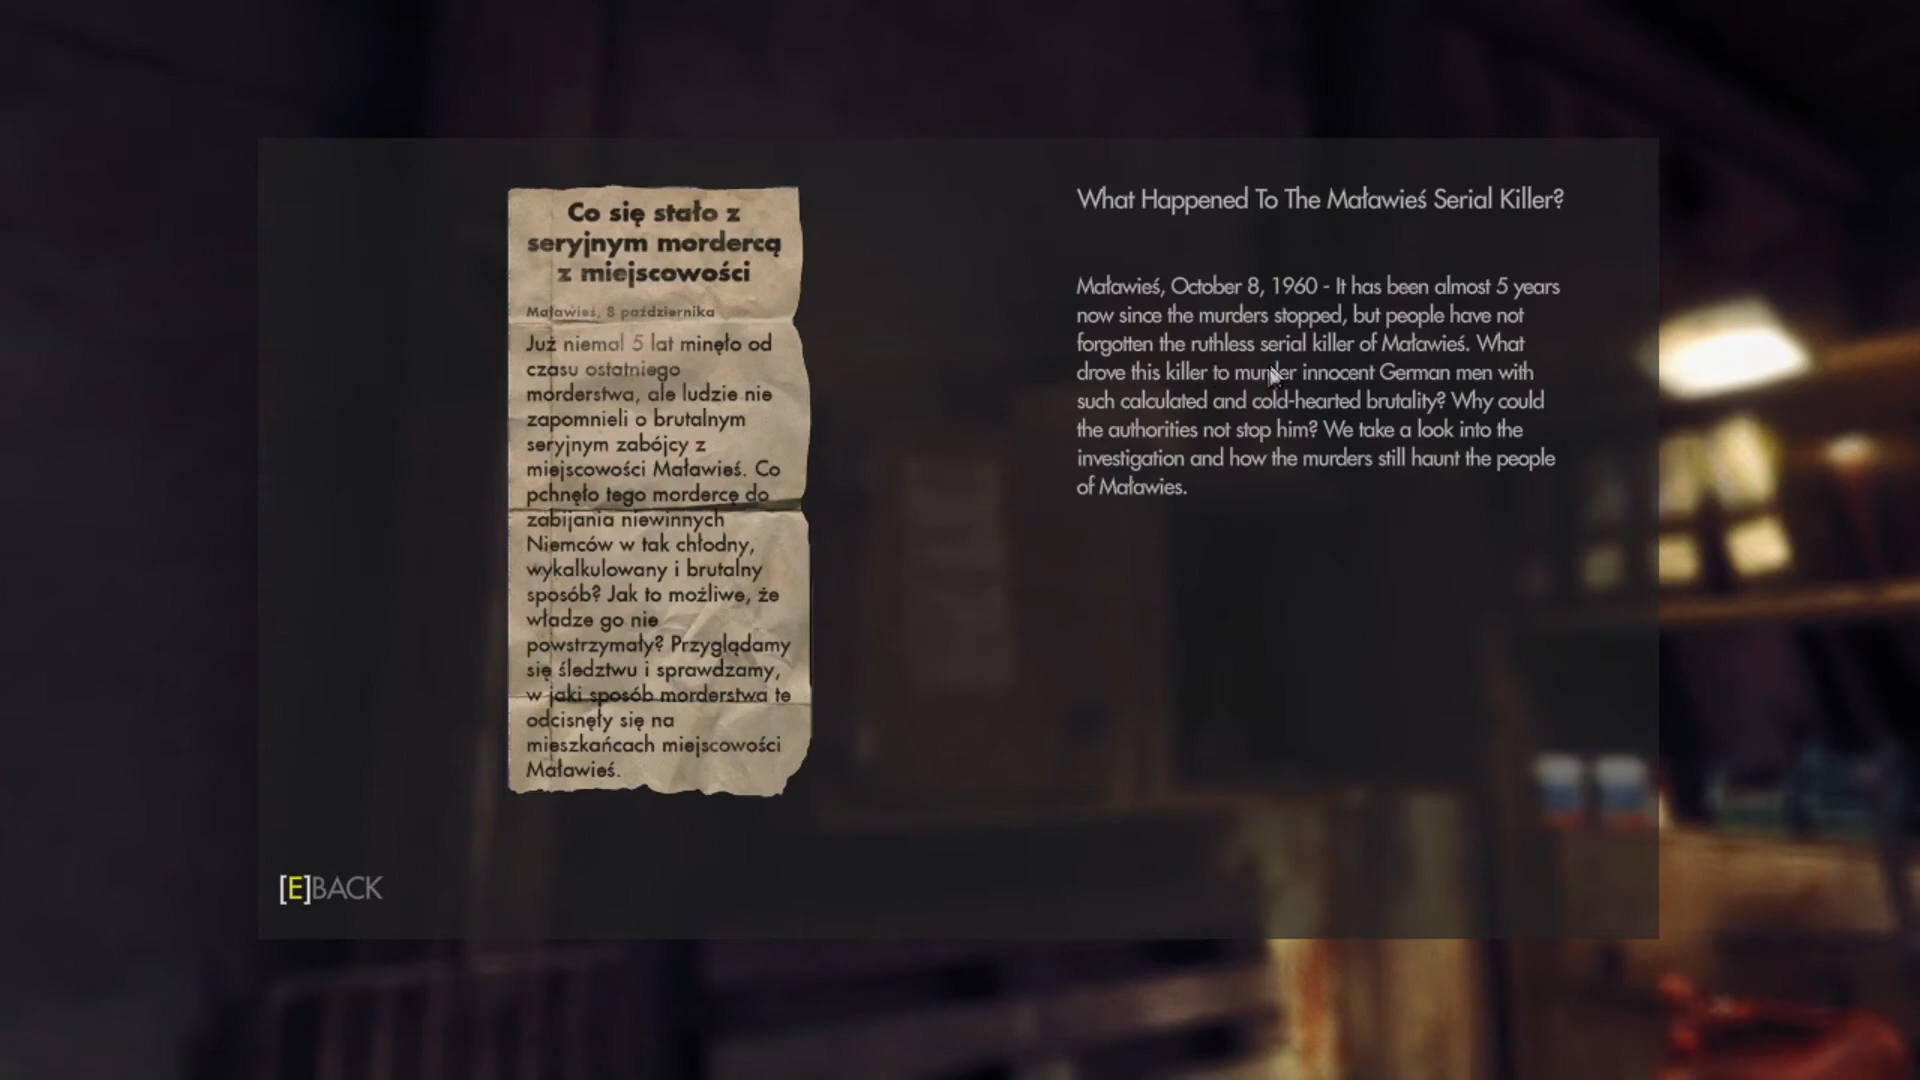 Co się stało z
seryjnym mordercą
z miejscowości
Maławieś, 8 października
Już niemal 5 lat minęło od
czasu ostatniego
morderstwa, ale ludzie nie
zapomnieli o brutalnym
seryjnym zabójcy z
miejscowości Maławieś. Co
pchnęło tego mordercę do
zabijania niewinnych
Niemców w tak chłodny,
wykalkulowany i brutalny
sposób? Jak to możliwe, że
władze go nie
powstrzymały? Przyglądamy
się śledztwu i sprawdzamy,
w jaki sposób morderstwa te
odcisnęły się na
mieszkańcach miejscowości
Maławieś.
What Happened To The Maławieś Serial Killer?
Maławieś, October 8, 1960 - It has been almost 5 years
now since the murders stopped, but people have not
forgotten the ruthless serial killer of Maławieś. What
drove this killer to murder innocent German men with
such calculated and cold-hearted brutality? Why could
the authorities not stop him? We take a look into the
investigation and how the murders still haunt the people
of Maławies.
[E]BACK